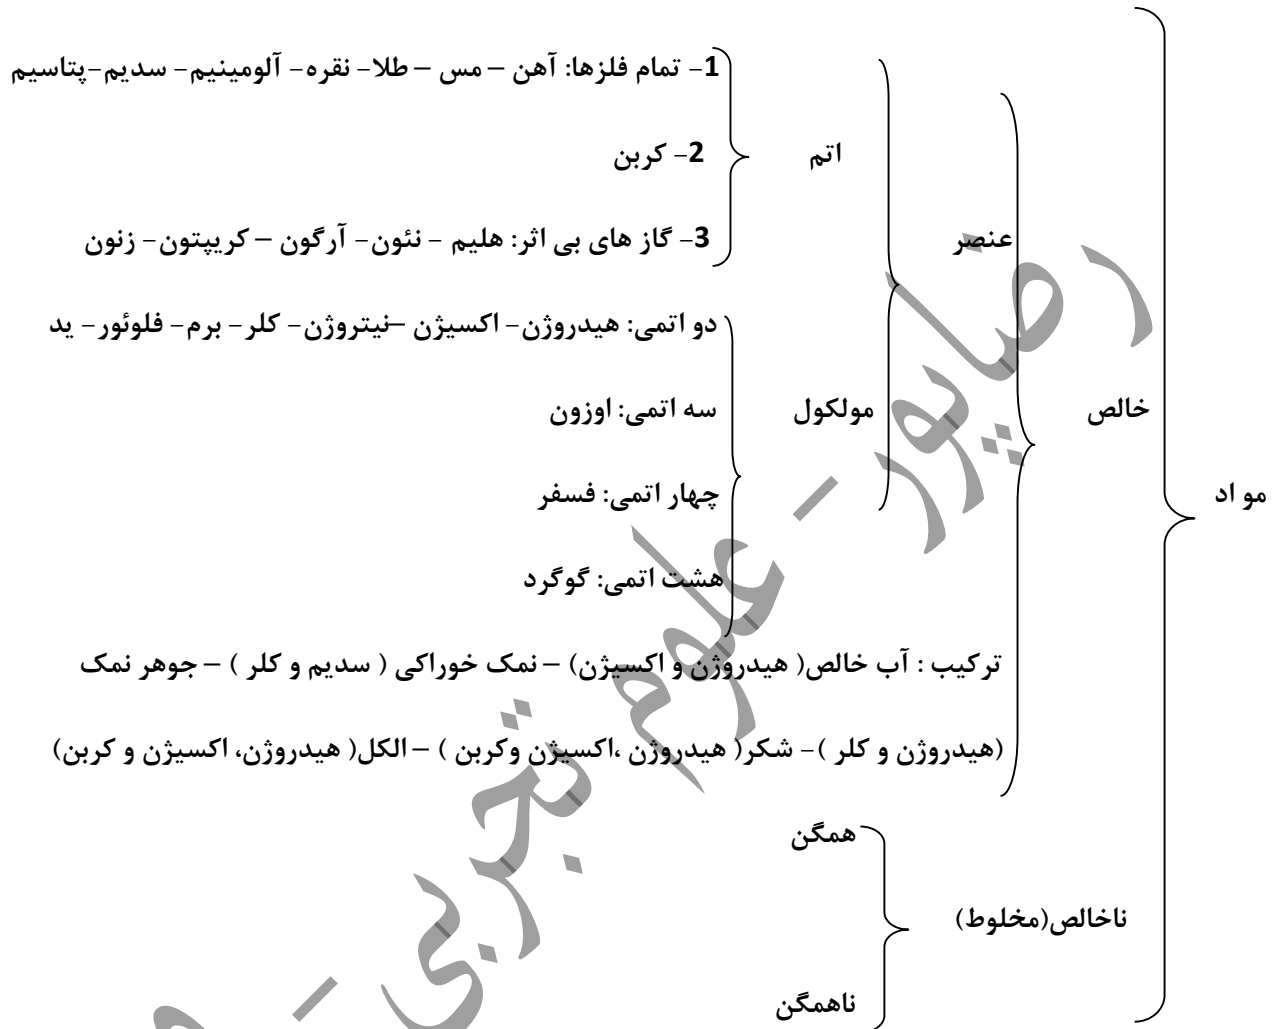 1- تمام فلزها: آهن – مس – طلا- نقره- آلومینیم- سدیم-پتاسیم
2- کربن
اتم
3- گاز های بی اثر: هلیم - نئون- آرگون – کریپتون- زنون
عنصر
دو اتمی: هیدروژن- اکسیژن –نیتروژن- کلر- برم- فلوئور- ید
خالص
مولکول
سه اتمی: اوزون
مو اد
چهار اتمی: فسفر
هشت اتمی: گوگرد
ترکیب : آب خالص( هیدروژن و اکسیژن) – نمک خوراکی ( سدیم و کلر ) – جوهر نمک
(هیدروژن و کلر )- شکر( هیدروژن ،اکسیژن وکربن ) – الکل( هیدروژن، اکسیژن و کربن)
همگن
ناخالص(مخلوط)
ناهمگن
رضاپور - علوم تجربی -